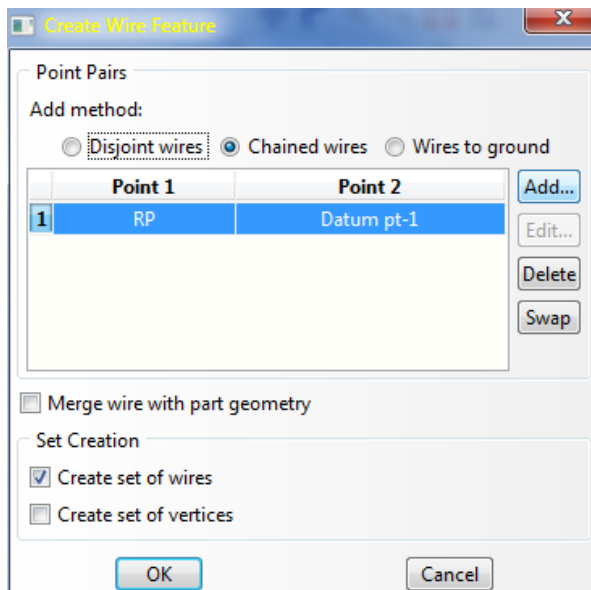 Create Wire Feature
x
Point Pairs
Add method:
Disjoint wires Chained wires Wires to ground
Point 1 Point 2 Add...
1 RP Datum pt-1
Edit...
Delete
Swap
Merge wire with part geometry
Set Creation
Create set of wires
Create set of vertices
OK Cancel